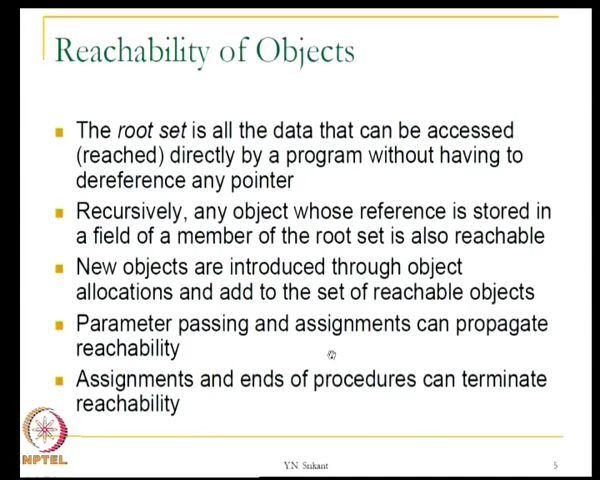 Reachability of Objects
The root set is all the data that can be accessed
(reached) directly by a program without having to
dereference any pointer
Recursively, any object whose reference is stored in
a field of a member of the root set is also reachable
New objects are introduced through object
allocations and add to the set of reachable objects
Parameter passing and assignments can propagate
reachability
Assignments and ends of procedures can terminate
reachability
NPTEL
Y.N. Srikant
5